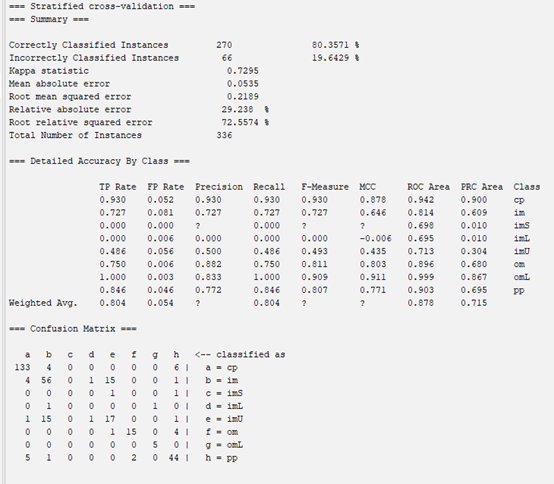 === Stratified cross-validation ===
=== Summary ===
Correctly Classified Instances 270 80.3571 %
Incorrectly Classified Instances 66 19.6429 %
Kappa statistic 0.7295
Mean absolute error 0.0535
Root mean squared error 0.2189
Relative absolute error 29.238 %
Root relative squared error 72.5574 %
Total Number of Instances 336
=== Detailed Accuracy By Class ===
TP Rate FP Rate Precision Recall F-Measure MCC ROC Area PRC Area Class
0.930 0.052 0.930 0.930 0.930 0.878 0.942 0.900 cp
0.727 0.081 0.727 0.727 0.727 0.646 0.814 0.609 im
0.000 0.000 ? 0.000 ? ? 0.698 0.010 imS
0.000 0.006 0.000 0.000 0.000 -0.006 0.695 0.010 imL
0.486 0.056 0.500 0.486 0.493 0.435 0.713 0.304 imU
0.750 0.006 0.882 0.750 0.811 0.803 0.896 0.680 om
1.000 0.003 0.833 1.000 0.909 0.911 0.999 0.867 omL
0.846 0.046 0.772 0.846 0.807 0.771 0.903 0.695 pp
Weighted Avg. 0.804 0.054 ? 0.804 ? ? 0.878 0.715
=== Confusion Matrix ===
a b c d e f g h <-- classified as
133 4 0 0 0 0 0 6 | a = cp
4 56 0 1 15 0 0 1 | b = im
0 0 0 0 1 0 0 1 | c = imS
0 1 0 0 0 0 1 0 | d = imL
1 15 0 1 17 0 0 1 | e = imU
0 0 0 0 1 15 0 4 | f = om
0 0 0 0 0 0 5 0 | g = omL
5 1 0 0 0 2 0 44 | h = pp